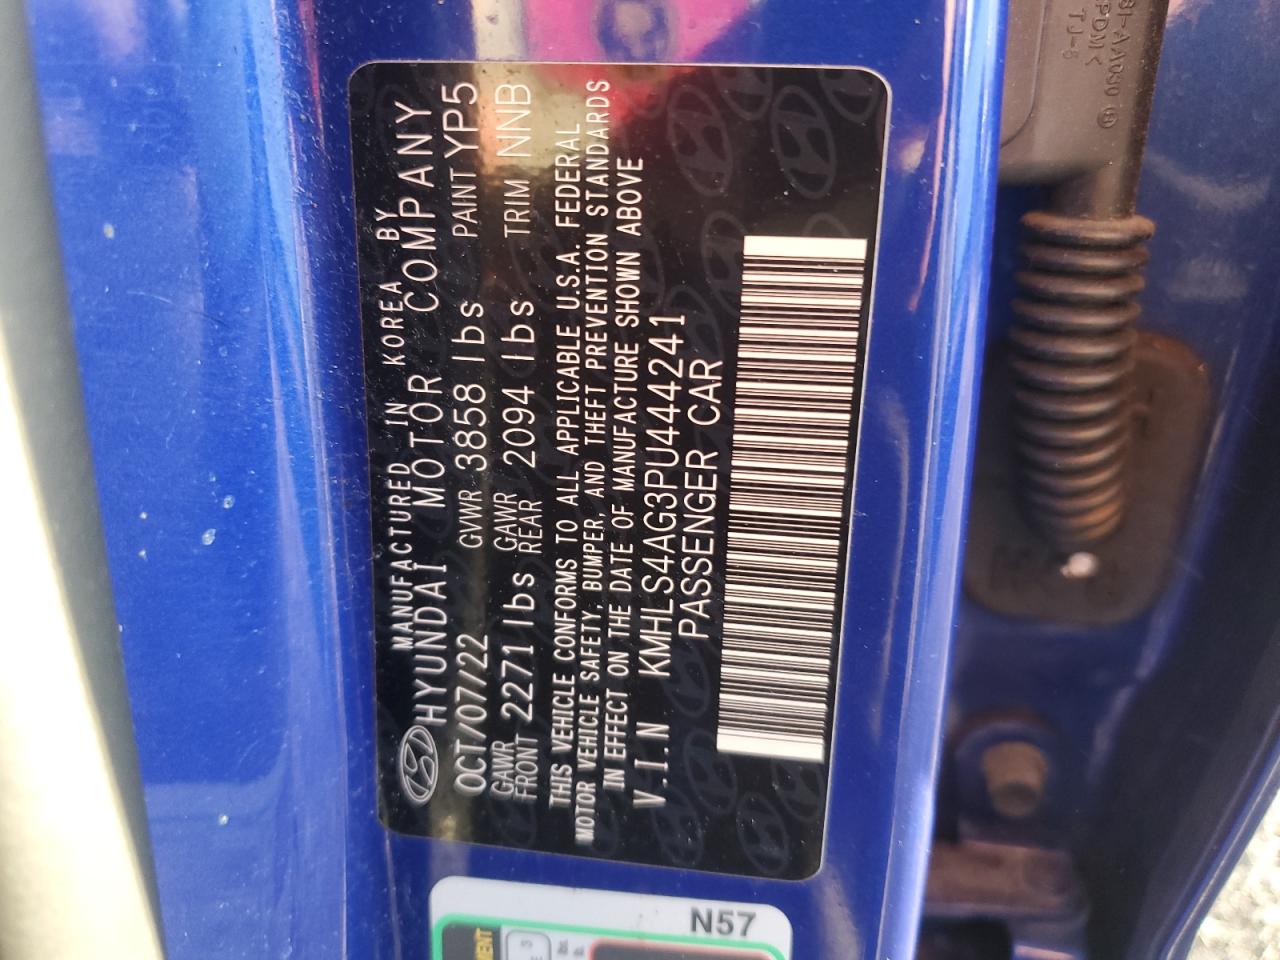 MANUFACTURED IN KOREA BY
HYUNDAI MOTOR COMPANY
OCT/07/22 GVWR 3858 lbs PAINT YP5
GAWR FRONT 2271 lbs GAWR REAR 2094 lbs TRIM NNB
THIS VEHICLE CONFORMS TO ALL APPLICABLE U.S.A. FEDERAL
MOTOR VEHICLE SAFETY, BUMPER, AND THEFT PREVENTION STANDARDS
IN EFFECT ON THE DATE OF MANUFACTURE SHOWN ABOVE
V.I.N KMHLS4AG3PU444241
PASSENGER CAR
N57
TJ-6